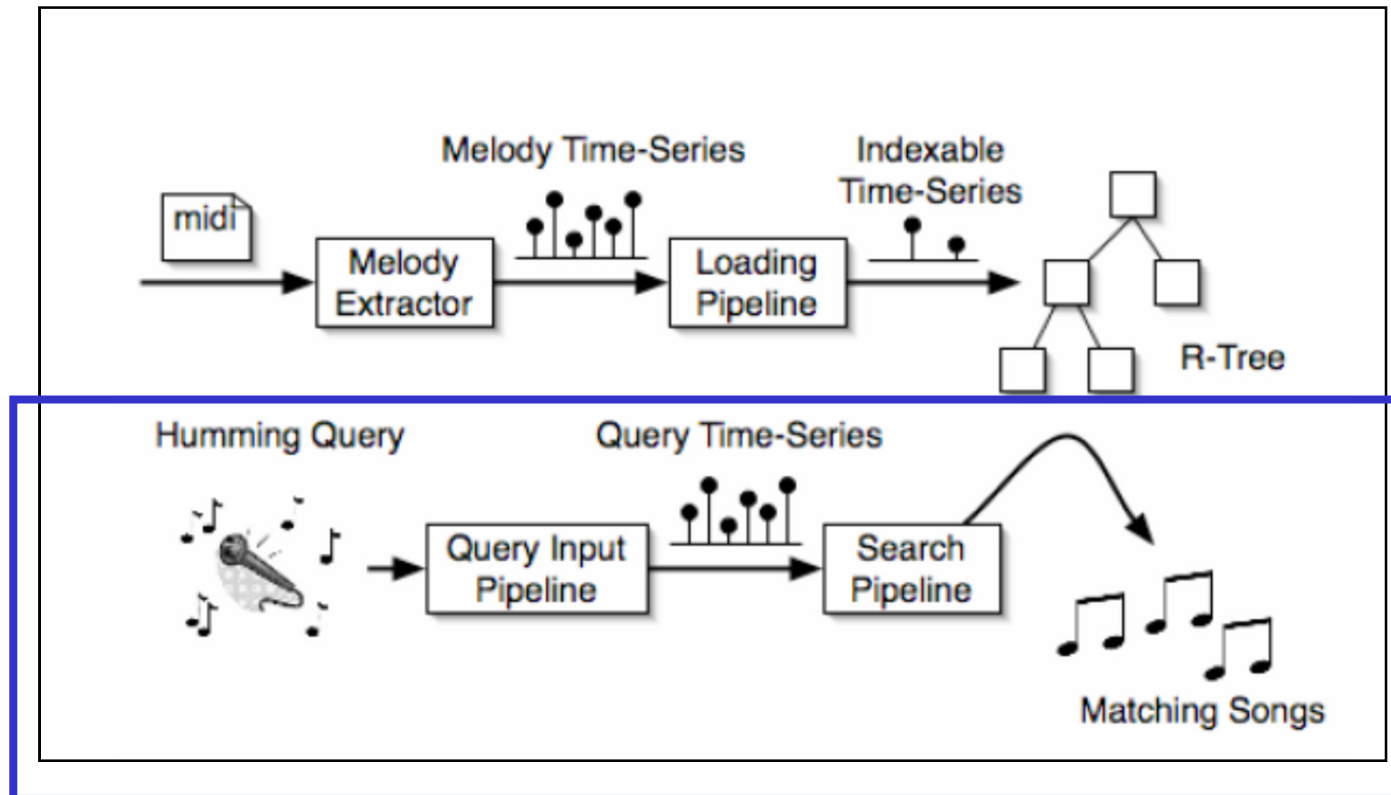 Melody Time-Series
Indexable
Time-Series
midi
Melody
Extractor
Loading
Pipeline
R-Tree
Humming Query
Query Time-Series
Query Input
Pipeline
Search
Pipeline
Matching Songs